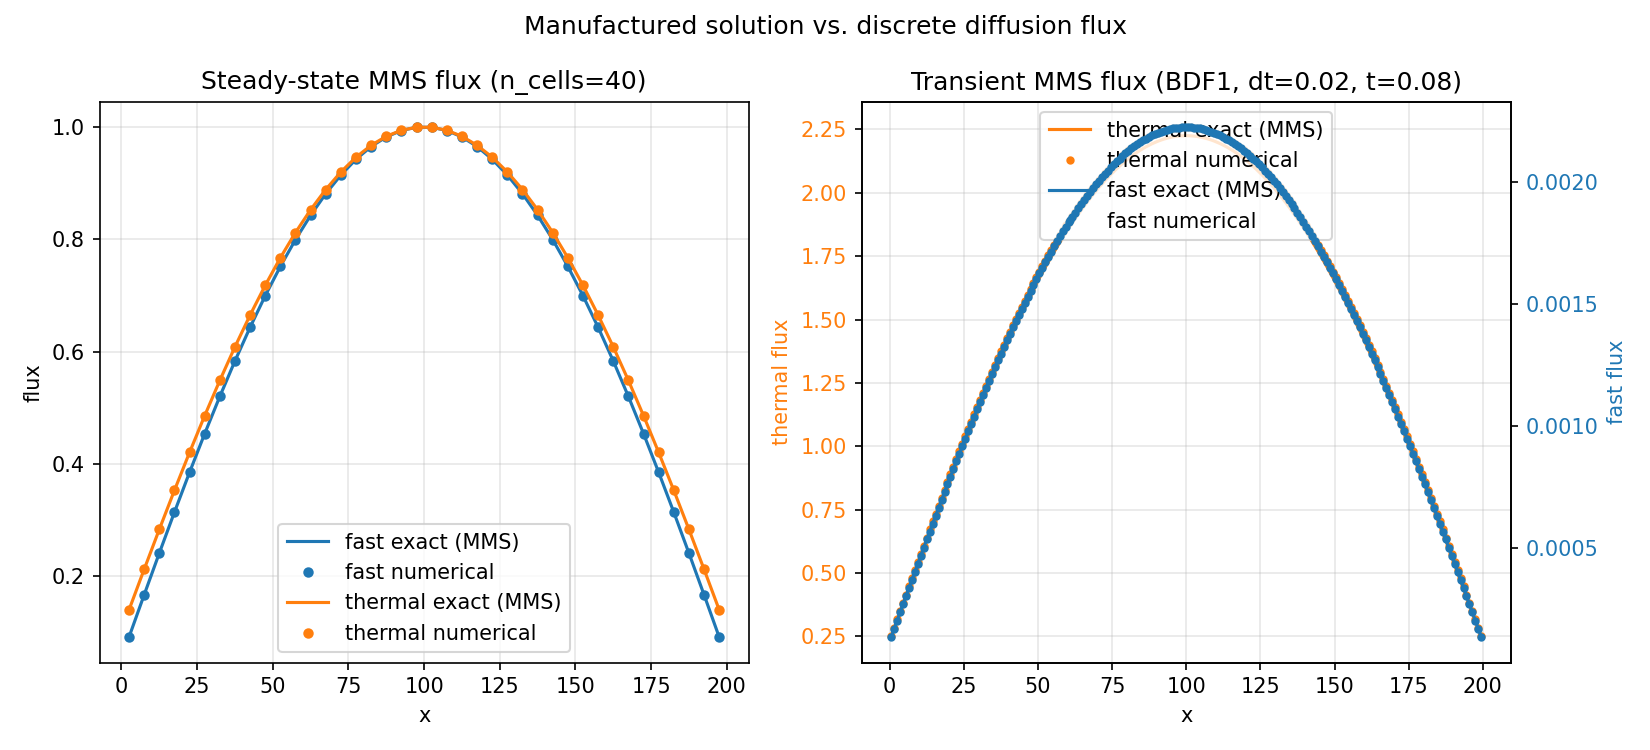 Manufactured solution vs. discrete diffusion flux
Steady-state MMS flux (n_cells=40)
flux
1.0
0.8
0.6
0.4
0.2
fast exact (MMS)
fast numerical
thermal exact (MMS)
thermal numerical
0 25 50 75 100 125 150 175 200
x
Transient MMS flux (BDF1, dt=0.02, t=0.08)
thermal flux
2.25
2.00
1.75
1.50
1.25
1.00
0.75
0.50
0.25
thermal exact (MMS)
thermal numerical
fast exact (MMS)
fast numerical
0.0020
0.0015
0.0010
0.0005
fast flux
0 25 50 75 100 125 150 175 200
x